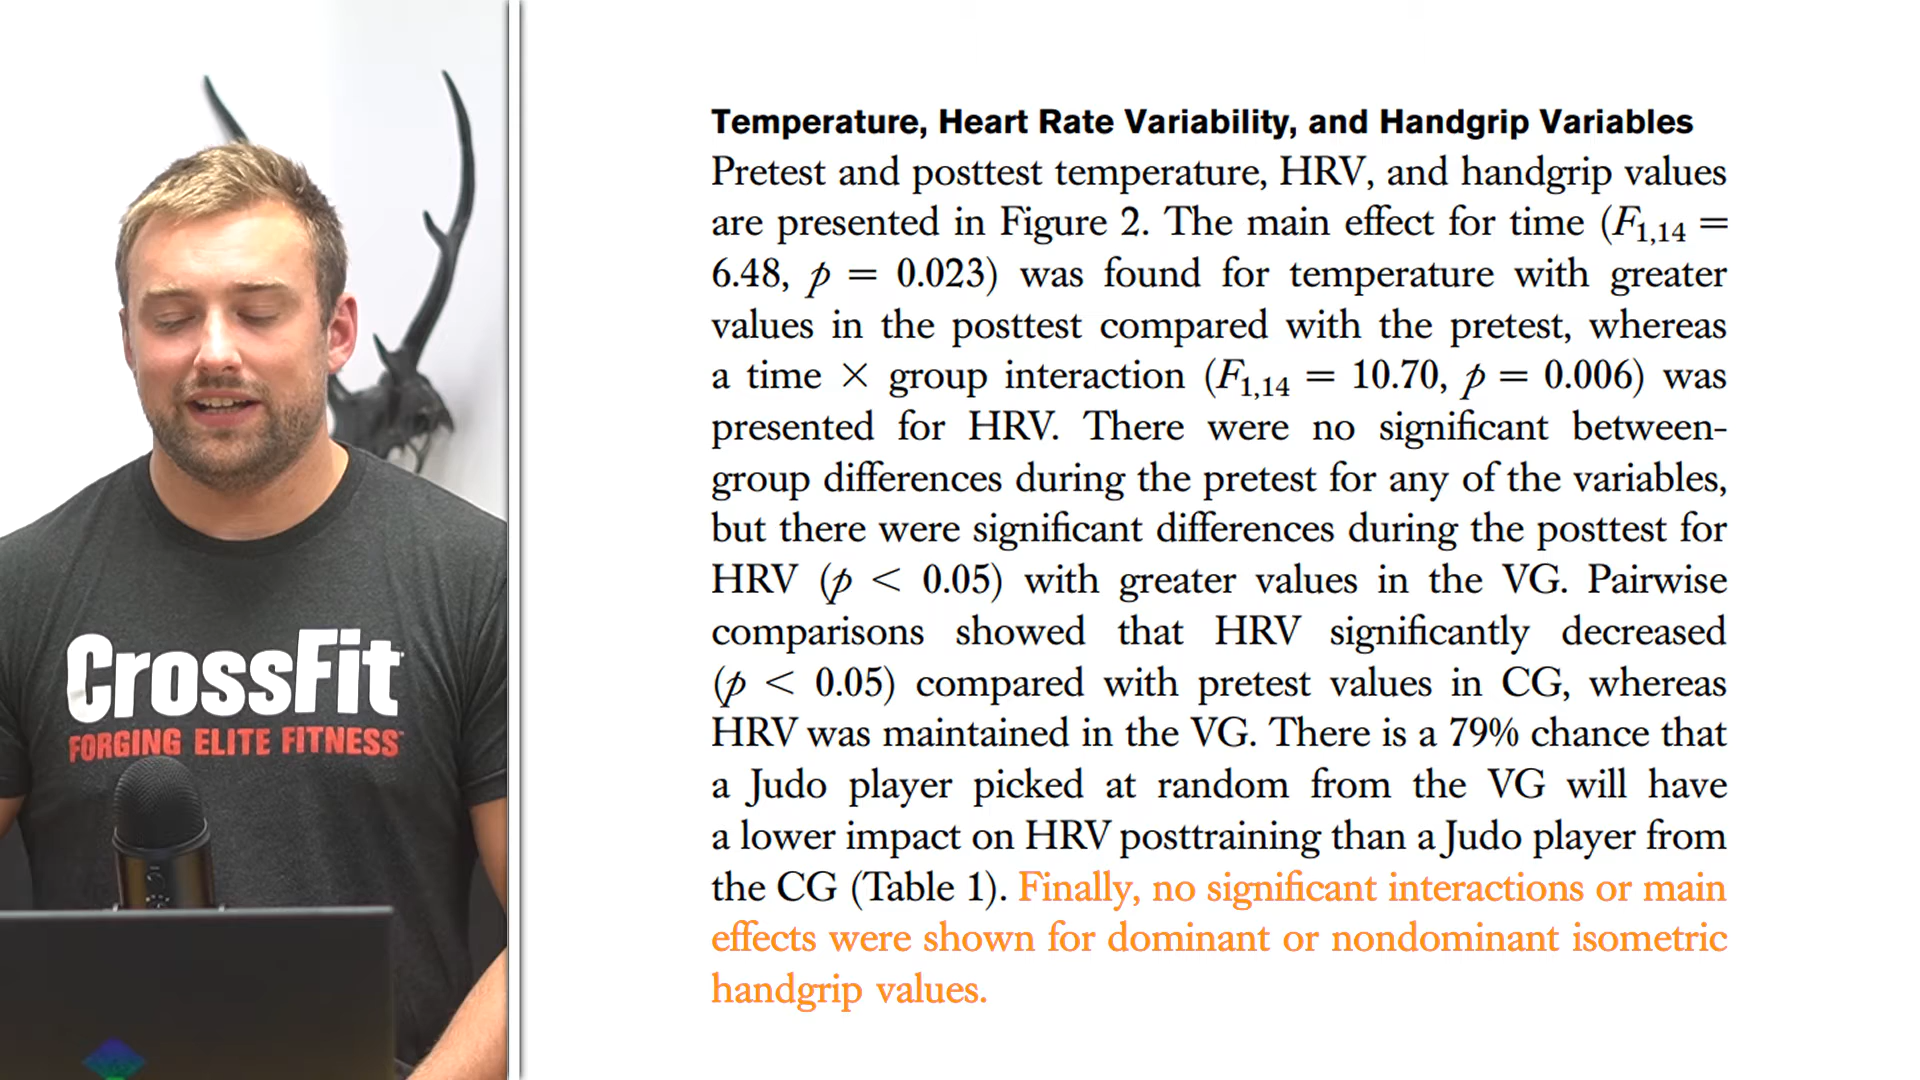 CrossFit
FORGING ELITE FITNESS
Temperature, Heart Rate Variability, and Handgrip Variables
Pretest and posttest temperature, HRV, and handgrip values
are presented in Figure 2. The main effect for time (F1,14 =
6.48, p = 0.023) was found for temperature with greater
values in the posttest compared with the pretest, whereas
a time × group interaction (F1,14 = 10.70, p = 0.006) was
presented for HRV. There were no significant between-
group differences during the pretest for any of the variables,
but there were significant differences during the posttest for
HRV (p < 0.05) with greater values in the VG. Pairwise
comparisons showed that HRV significantly decreased
(p < 0.05) compared with pretest values in CG, whereas
HRV was maintained in the VG. There is a 79% chance that
a Judo player picked at random from the VG will have
a lower impact on HRV posttraining than a Judo player from
the CG (Table 1). Finally, no significant interactions or main
effects were shown for dominant or nondominant isometric
handgrip values.